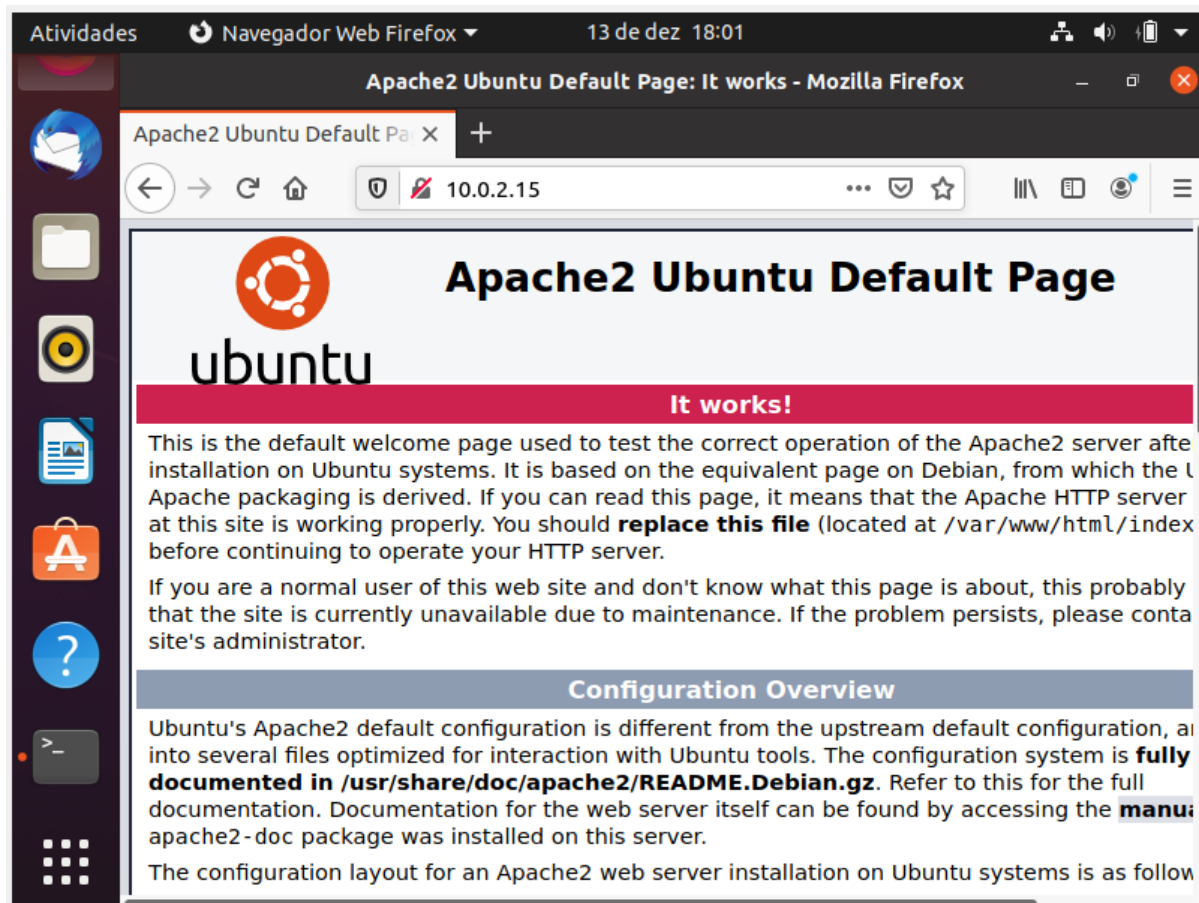 Atividades Navegador Web Firefox 13 de dez 18:01
Apache2 Ubuntu Default Page: It works - Mozilla Firefox
Apache2 Ubuntu Default Pa
10.0.2.15
ubuntu
Apache2 Ubuntu Default Page
It works!
This is the default welcome page used to test the correct operation of the Apache2 server afte
installation on Ubuntu systems. It is based on the equivalent page on Debian, from which the U
Apache packaging is derived. If you can read this page, it means that the Apache HTTP server
at this site is working properly. You should replace this file (located at /var/www/html/index
before continuing to operate your HTTP server.
If you are a normal user of this web site and don't know what this page is about, this probably
that the site is currently unavailable due to maintenance. If the problem persists, please conta
site's administrator.
Configuration Overview
Ubuntu's Apache2 default configuration is different from the upstream default configuration, a
into several files optimized for interaction with Ubuntu tools. The configuration system is fully
documented in /usr/share/doc/apache2/README.Debian.gz. Refer to this for the full
documentation. Documentation for the web server itself can be found by accessing the manua
apache2-doc package was installed on this server.
The configuration layout for an Apache2 web server installation on Ubuntu systems is as follow